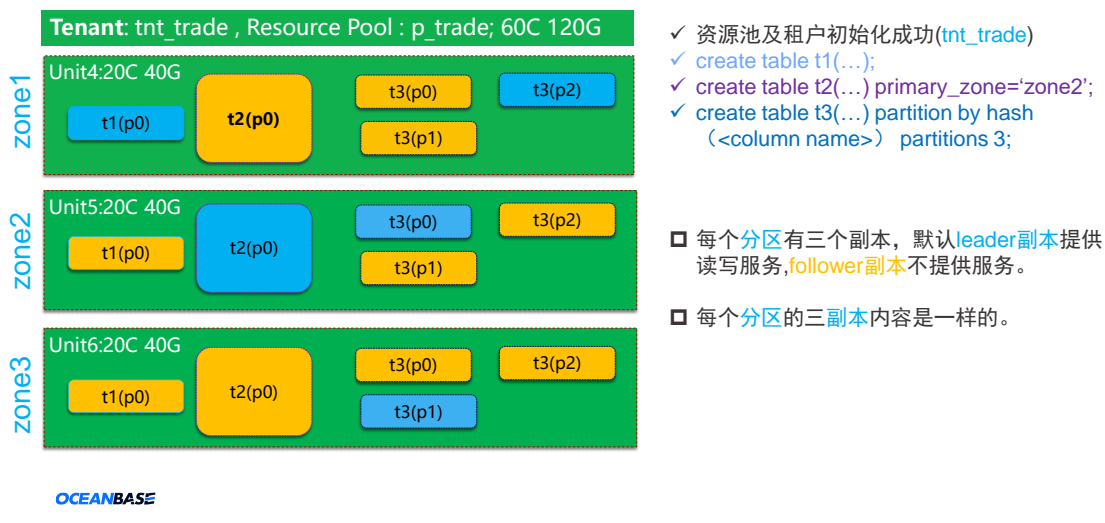 Tenant: tnt_trade , Resource Pool : p_trade; 60C 120G
zone1
Unit4:20C 40G
t1(p0)
t2(p0)
t3(p0)
t3(p1)
t3(p2)
zone2
Unit5:20C 40G
t1(p0)
t2(p0)
t3(p0)
t3(p1)
t3(p2)
zone3
Unit6:20C 40G
t1(p0)
t2(p0)
t3(p0)
t3(p1)
t3(p2)
✓ 资源池及租户初始化成功(tnt_trade)
✓ create table t1(…);
✓ create table t2(…) primary_zone=‘zone2’;
✓ create table t3(…) partition by hash
（<column name>） partitions 3;
每个分区有三个副本，默认leader副本提供
读写服务,follower副本不提供服务。
每个分区的三副本内容是一样的。
OCEANBASE